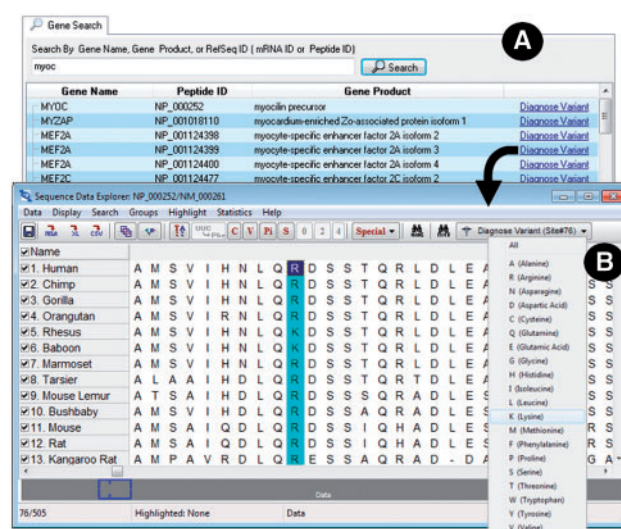 Gene Search
A
Search By Gene Name, Gene Product, or RefSeq ID ( mRNA ID or Peptide ID)
myoc Search
Gene Name Peptide ID Gene Product
MYOC NP_000252 myocilin precursor Diagnose Variant
MYZAP NP_001018110 myocardium-enriched Zo-associated protein isoform 1 Diagnose Variant
MEF2A NP_001124398 myocyte-specific enhancer factor 2A isoform 2 Diagnose Variant
MEF2A NP_001124399 myocyte-specific enhancer factor 2A isoform 3 Diagnose Variant
MEF2A NP_001124400 myocyte-specific enhancer factor 2A isoform 4 Diagnose Variant
MEF2C NP_001124477 myocyte-specific enhancer factor 2C isoform 2 Diagnose Variant
Sequence Data Explorer: NP_000252/NM_000261
Data Display Search Groups Highlight Statistics Help
C V Pi S 0 2 4 Special Diagnose Variant (Site#76)
B
Name
1. Human A M S V I H N L Q R D S S T Q R L D L E A
2. Chimp A M S V I H N L Q R D S S T Q R L D L E A S S
3. Gorilla A M S V I H N L Q R D S S T Q R L D L E A S S
4. Orangutan A M S V I R N L Q R D S S T Q R L D L E A S S
5. Rhesus A M S V I H N L Q K D S S T Q R L D L E A S S
6. Baboon A M S V I H N L Q K D S S T Q R L D L E A S S
7. Marmoset A M S V I H N L Q R D S S T Q R L D L E A S S
8. Tarsier A L A A I H D L Q R D S S T Q R T D L E A S S
9. Mouse Lemur A T S A I H D L Q R D S S S Q R A D L E S S S
10. Bushbaby A M S V I H D L Q R D S S A Q R A D L E S S S
11. Mouse A M S A I Q D L Q R D S S I Q H A D L E S R S
12. Rat A M S A I Q D L Q R D S S I Q H A D L E S R S
13. Kangaroo Rat A M P A V R D L Q R E S S A Q R A D - D A G A
All
A (Alanine)
R (Arginine)
N (Asparagine)
D (Aspartic Acid)
C (Cysteine)
Q (Glutamine)
E (Glutamic Acid)
G (Glycine)
H (Histidine)
I (Isoleucine)
L (Leucine)
K (Lysine)
M (Methionine)
F (Phenylalanine)
P (Proline)
S (Serine)
T (Threonine)
W (Tryptophan)
Y (Tyrosine)
V (Valine)
Data
76/505 Highlighted: None Data